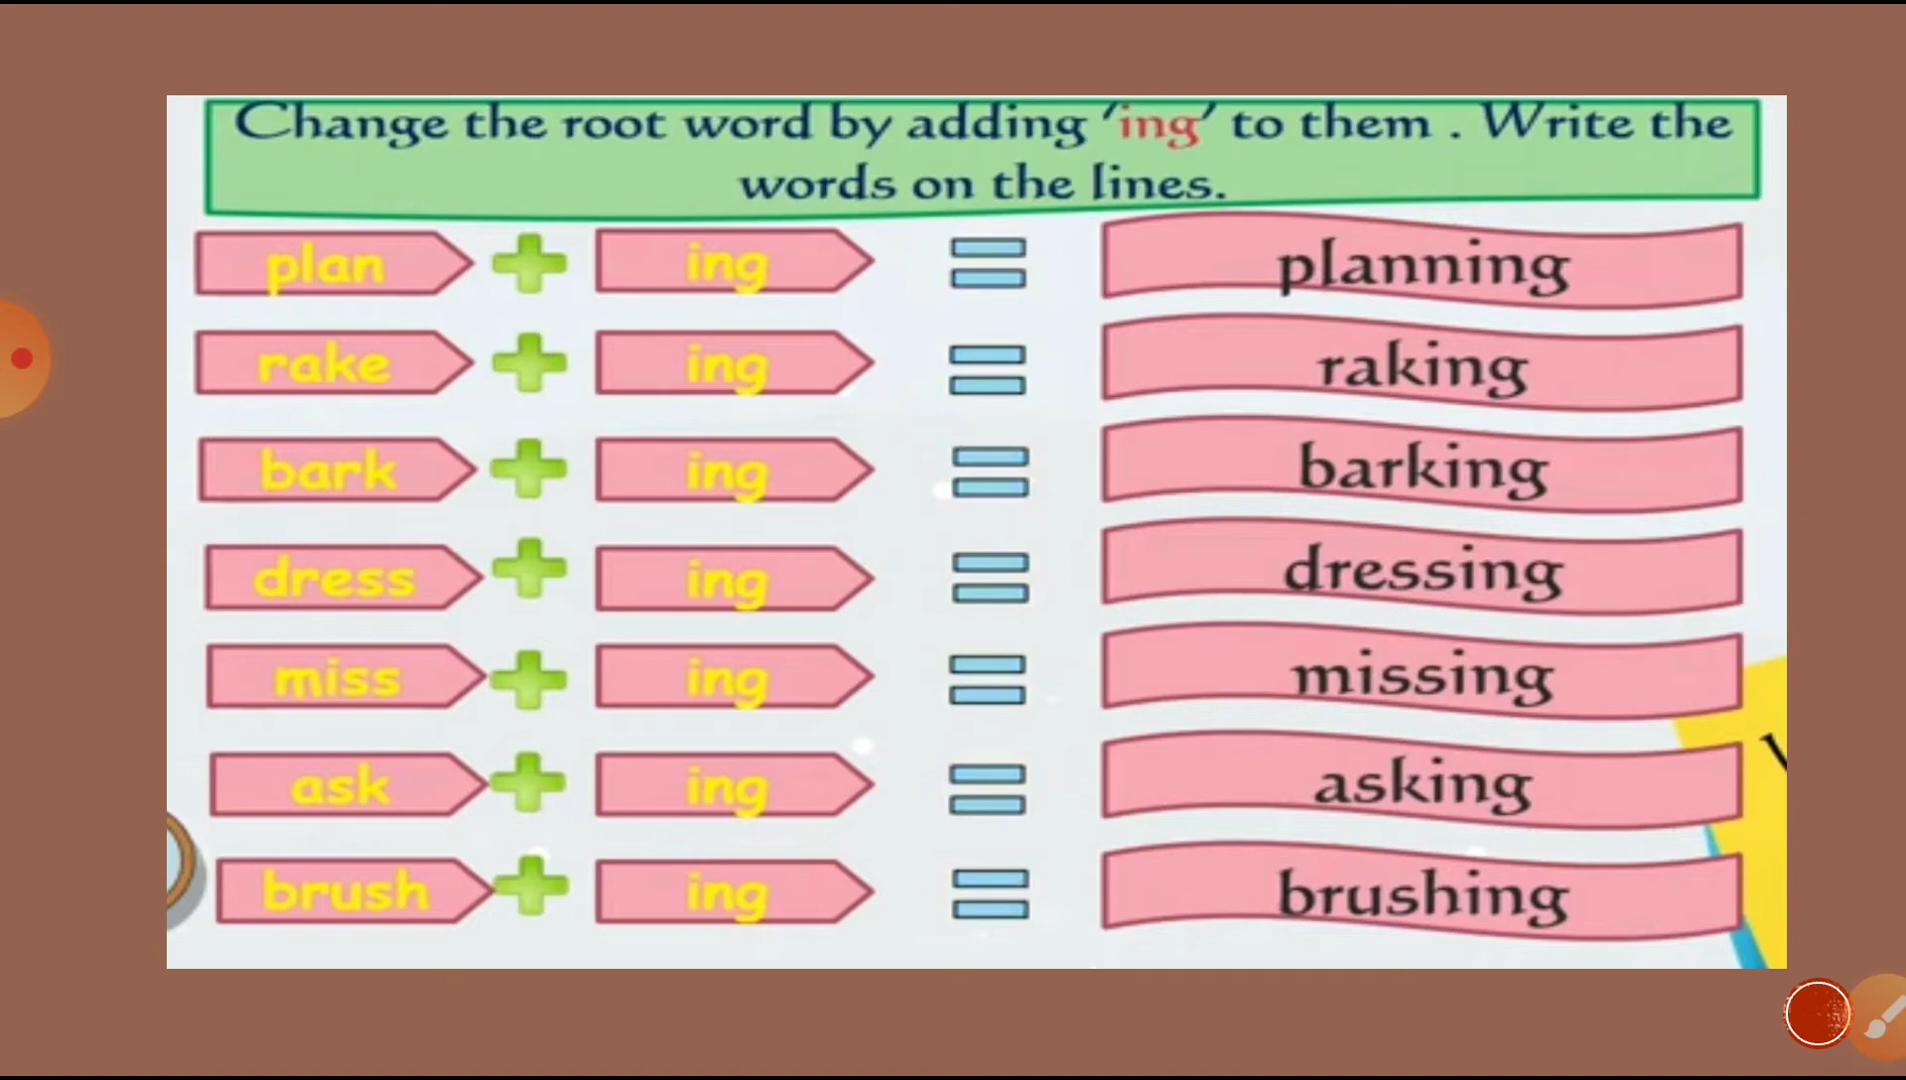 Change the root word by adding 'ing' to them . Write the
words on the lines.
plan ing planning
rake ing raking
bark ing barking
dress ing dressing
miss ing missing
ask ing asking
brush ing brushing